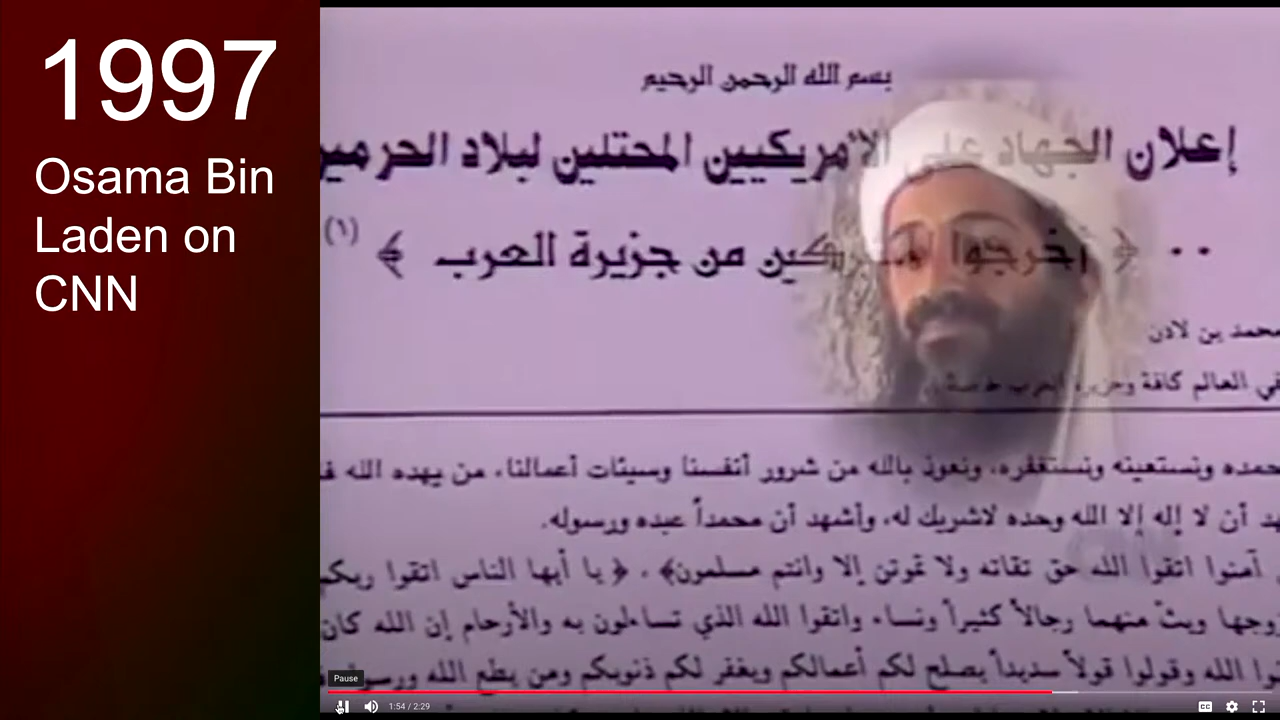 1997
Osama Bin
Laden on
CNN
بسم الله الرحمن الرحيم
إعلان الجهاد على الأمريكيين المحتلين لبلاد الحرمين
.. ﴿ أخرجوا المشركين من جزيرة العرب ﴾ (١)
محمد بن لادن
في العالم كافة وجزيرة العرب خاصة
ونستعينه ونستغفره، ونعوذ بالله من شرور أنفسنا وسيئات أعمالنا، من يهده الله
أن لا إله إلا الله وحده لاشريك له، وأشهد أن محمداً عبده ورسوله.
آمنوا اتقوا الله حق تقاته ولا تموتن إلا وانتم مسلمون﴾، ﴿ يا أيها الناس اتقوا ربكم
وبثّ منهما رجالاً كثيراً ونساء واتقوا الله الذي تساءلون به والأرحام إن الله كان
الله وقولوا قولاً سديداً يصلح لكم أعمالكم ويغفر لكم ذنوبكم ومن يطع الله ورسوله
Pause
1:54 / 2:29
CC